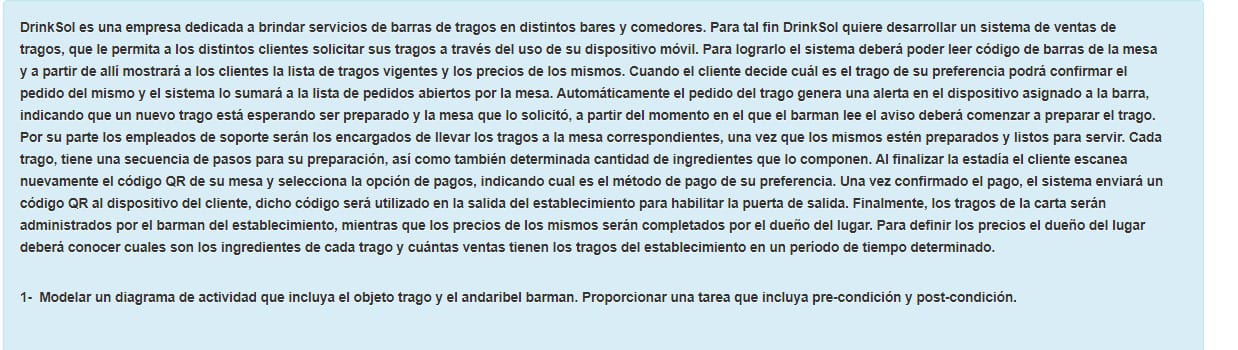 DrinkSol es una empresa dedicada a brindar servicios de barras de tragos en distintos bares y comedores. Para tal fin DrinkSol quiere desarrollar un sistema de ventas de
tragos, que le permita a los distintos clientes solicitar sus tragos a través del uso de su dispositivo móvil. Para lograrlo el sistema deberá poder leer código de barras de la mesa
y a partir de allí mostrará a los clientes la lista de tragos vigentes y los precios de los mismos. Cuando el cliente decide cuál es el trago de su preferencia podrá confirmar el
pedido del mismo y el sistema lo sumará a la lista de pedidos abiertos por la mesa. Automáticamente el pedido del trago genera una alerta en el dispositivo asignado a la barra,
indicando que un nuevo trago está esperando ser preparado y la mesa que lo solicitó, a partir del momento en el que el barman lee el aviso deberá comenzar a preparar el trago.
Por su parte los empleados de soporte serán los encargados de llevar los tragos a la mesa correspondientes, una vez que los mismos estén preparados y listos para servir. Cada
trago, tiene una secuencia de pasos para su preparación, así como también determinada cantidad de ingredientes que lo componen. Al finalizar la estadía el cliente escanea
nuevamente el código QR de su mesa y selecciona la opción de pagos, indicando cual es el método de pago de su preferencia. Una vez confirmado el pago, el sistema enviará un
código QR al dispositivo del cliente, dicho código será utilizado en la salida del establecimiento para habilitar la puerta de salida. Finalmente, los tragos de la carta serán
administrados por el barman del establecimiento, mientras que los precios de los mismos serán completados por el dueño del lugar. Para definir los precios el dueño del lugar
deberá conocer cuales son los ingredientes de cada trago y cuántas ventas tienen los tragos del establecimiento en un periodo de tiempo determinado.
1- Modelar un diagrama de actividad que incluya el objeto trago y el andaribel barman. Proporcionar una tarea que incluya pre-condición y post-condición.